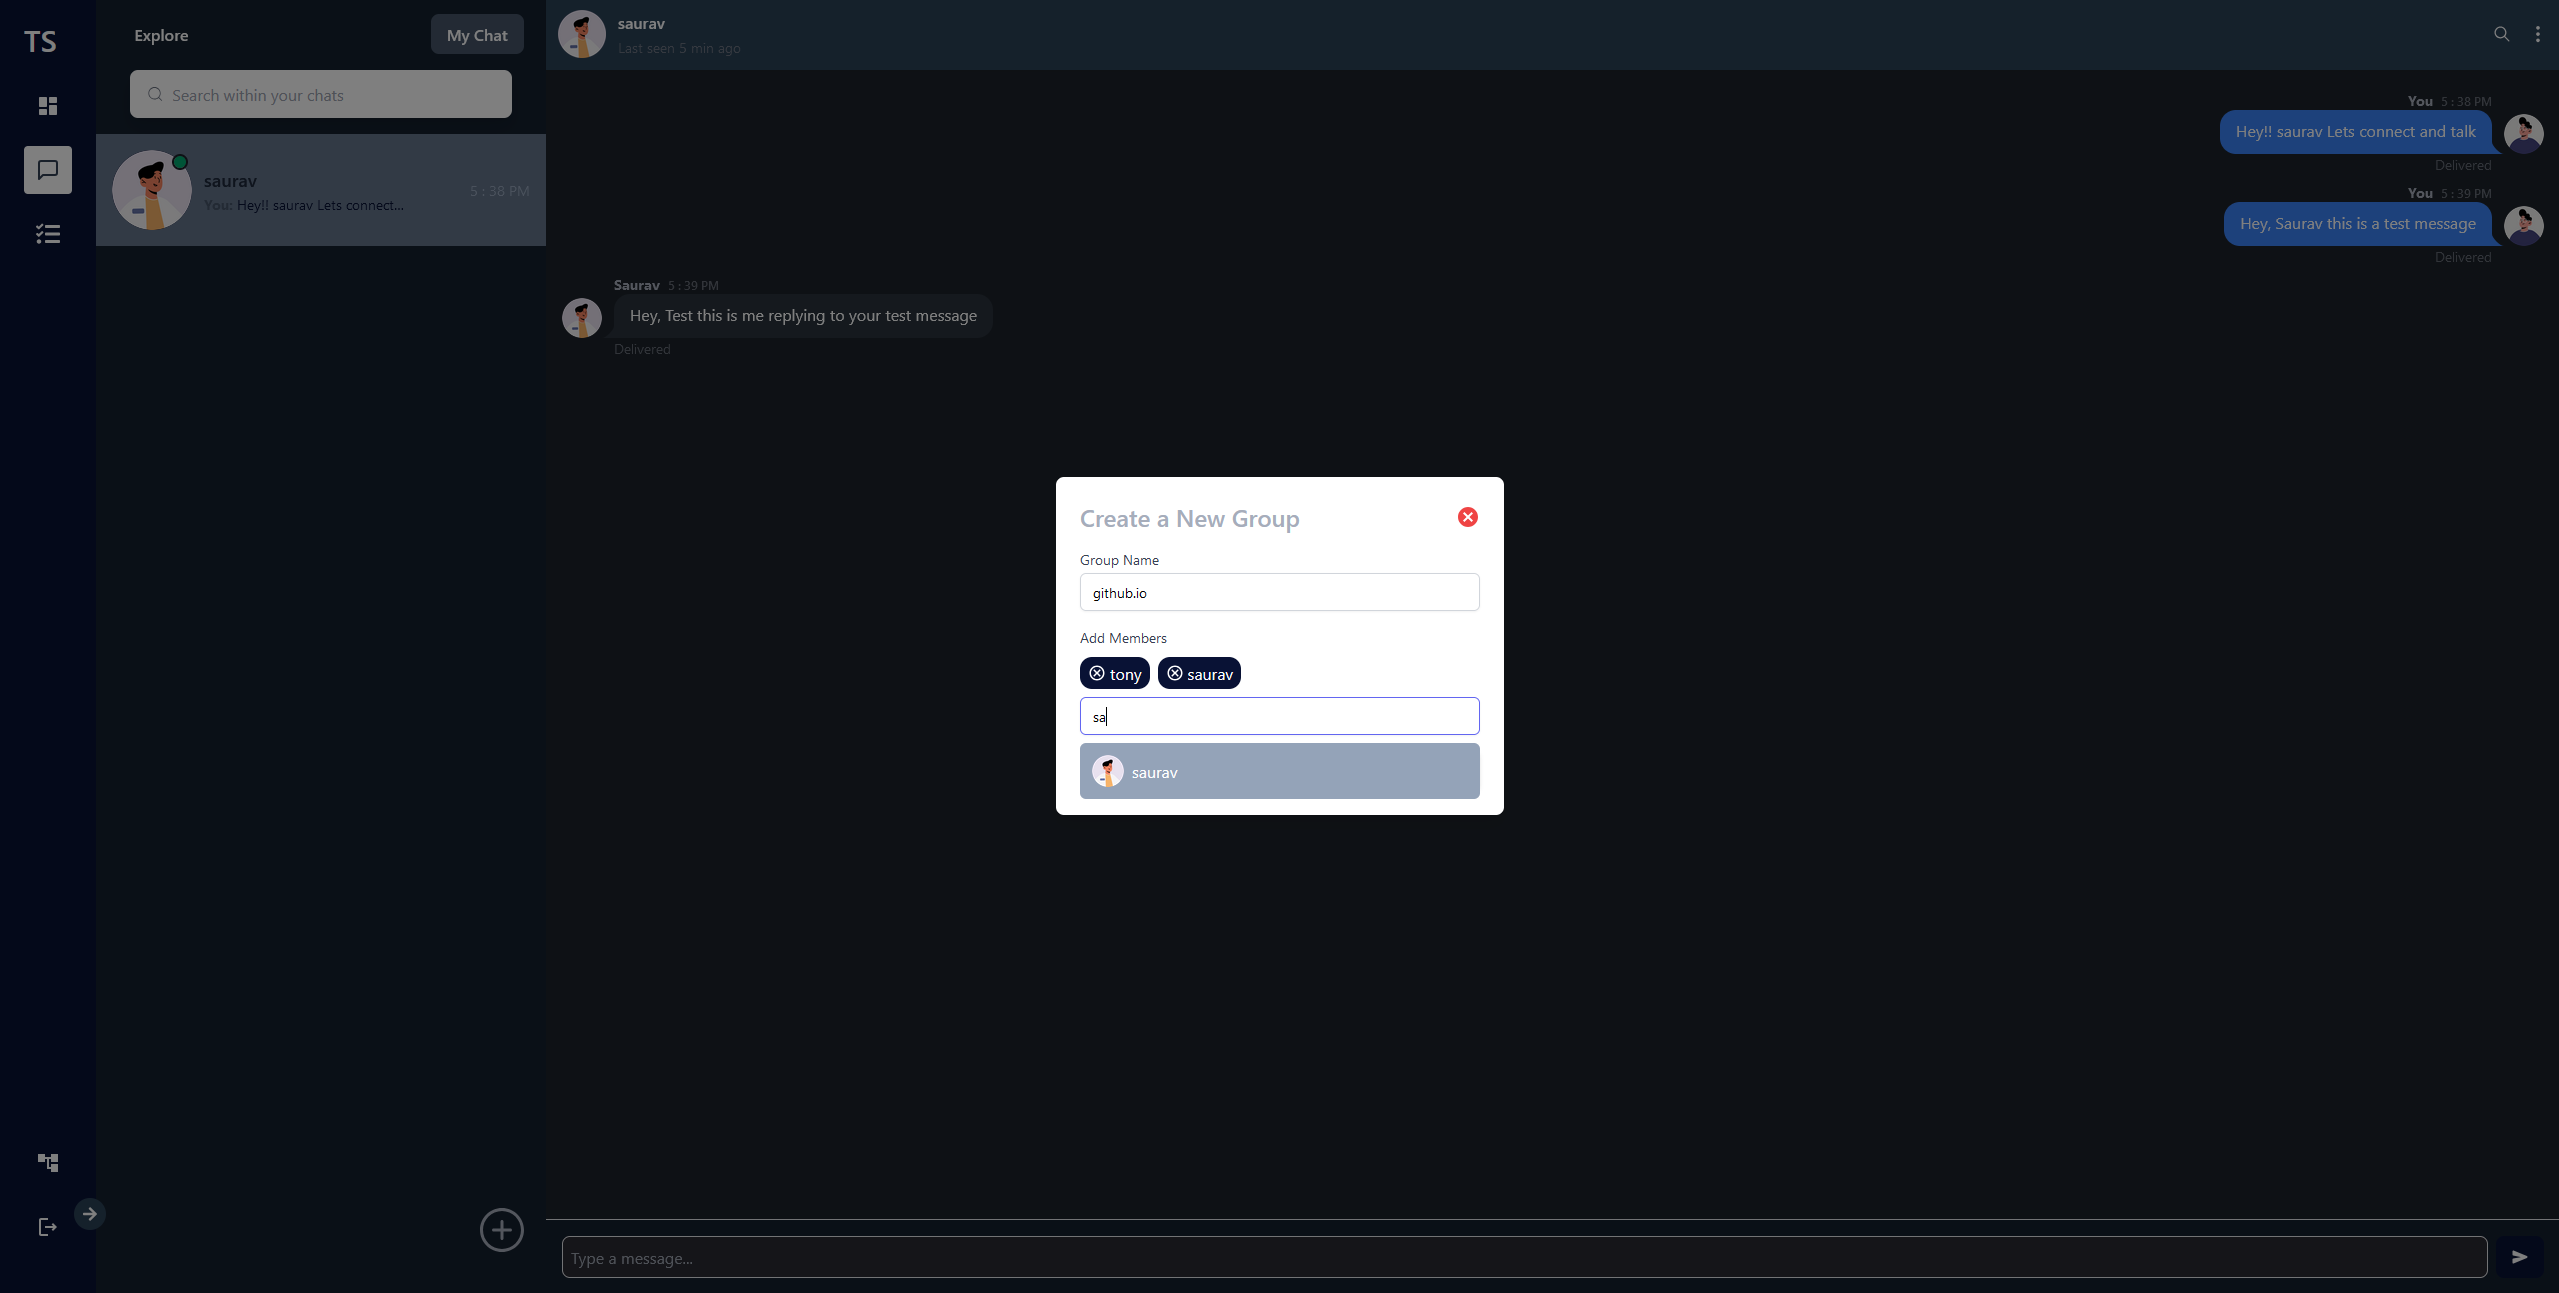 TS
Explore
My Chat
Search within your chats
saurav
5 : 38 PM
You: Hey!! saurav Lets connect...
saurav
Last seen 5 min ago
You 5 : 38 PM
Hey!! saurav Lets connect and talk
Delivered
You 5 : 39 PM
Hey, Saurav this is a test message
Delivered
Saurav 5 : 39 PM
Hey, Test this is me replying to your test message
Delivered
Create a New Group
Group Name
github.io
Add Members
tony saurav
sa
saurav
Type a message...